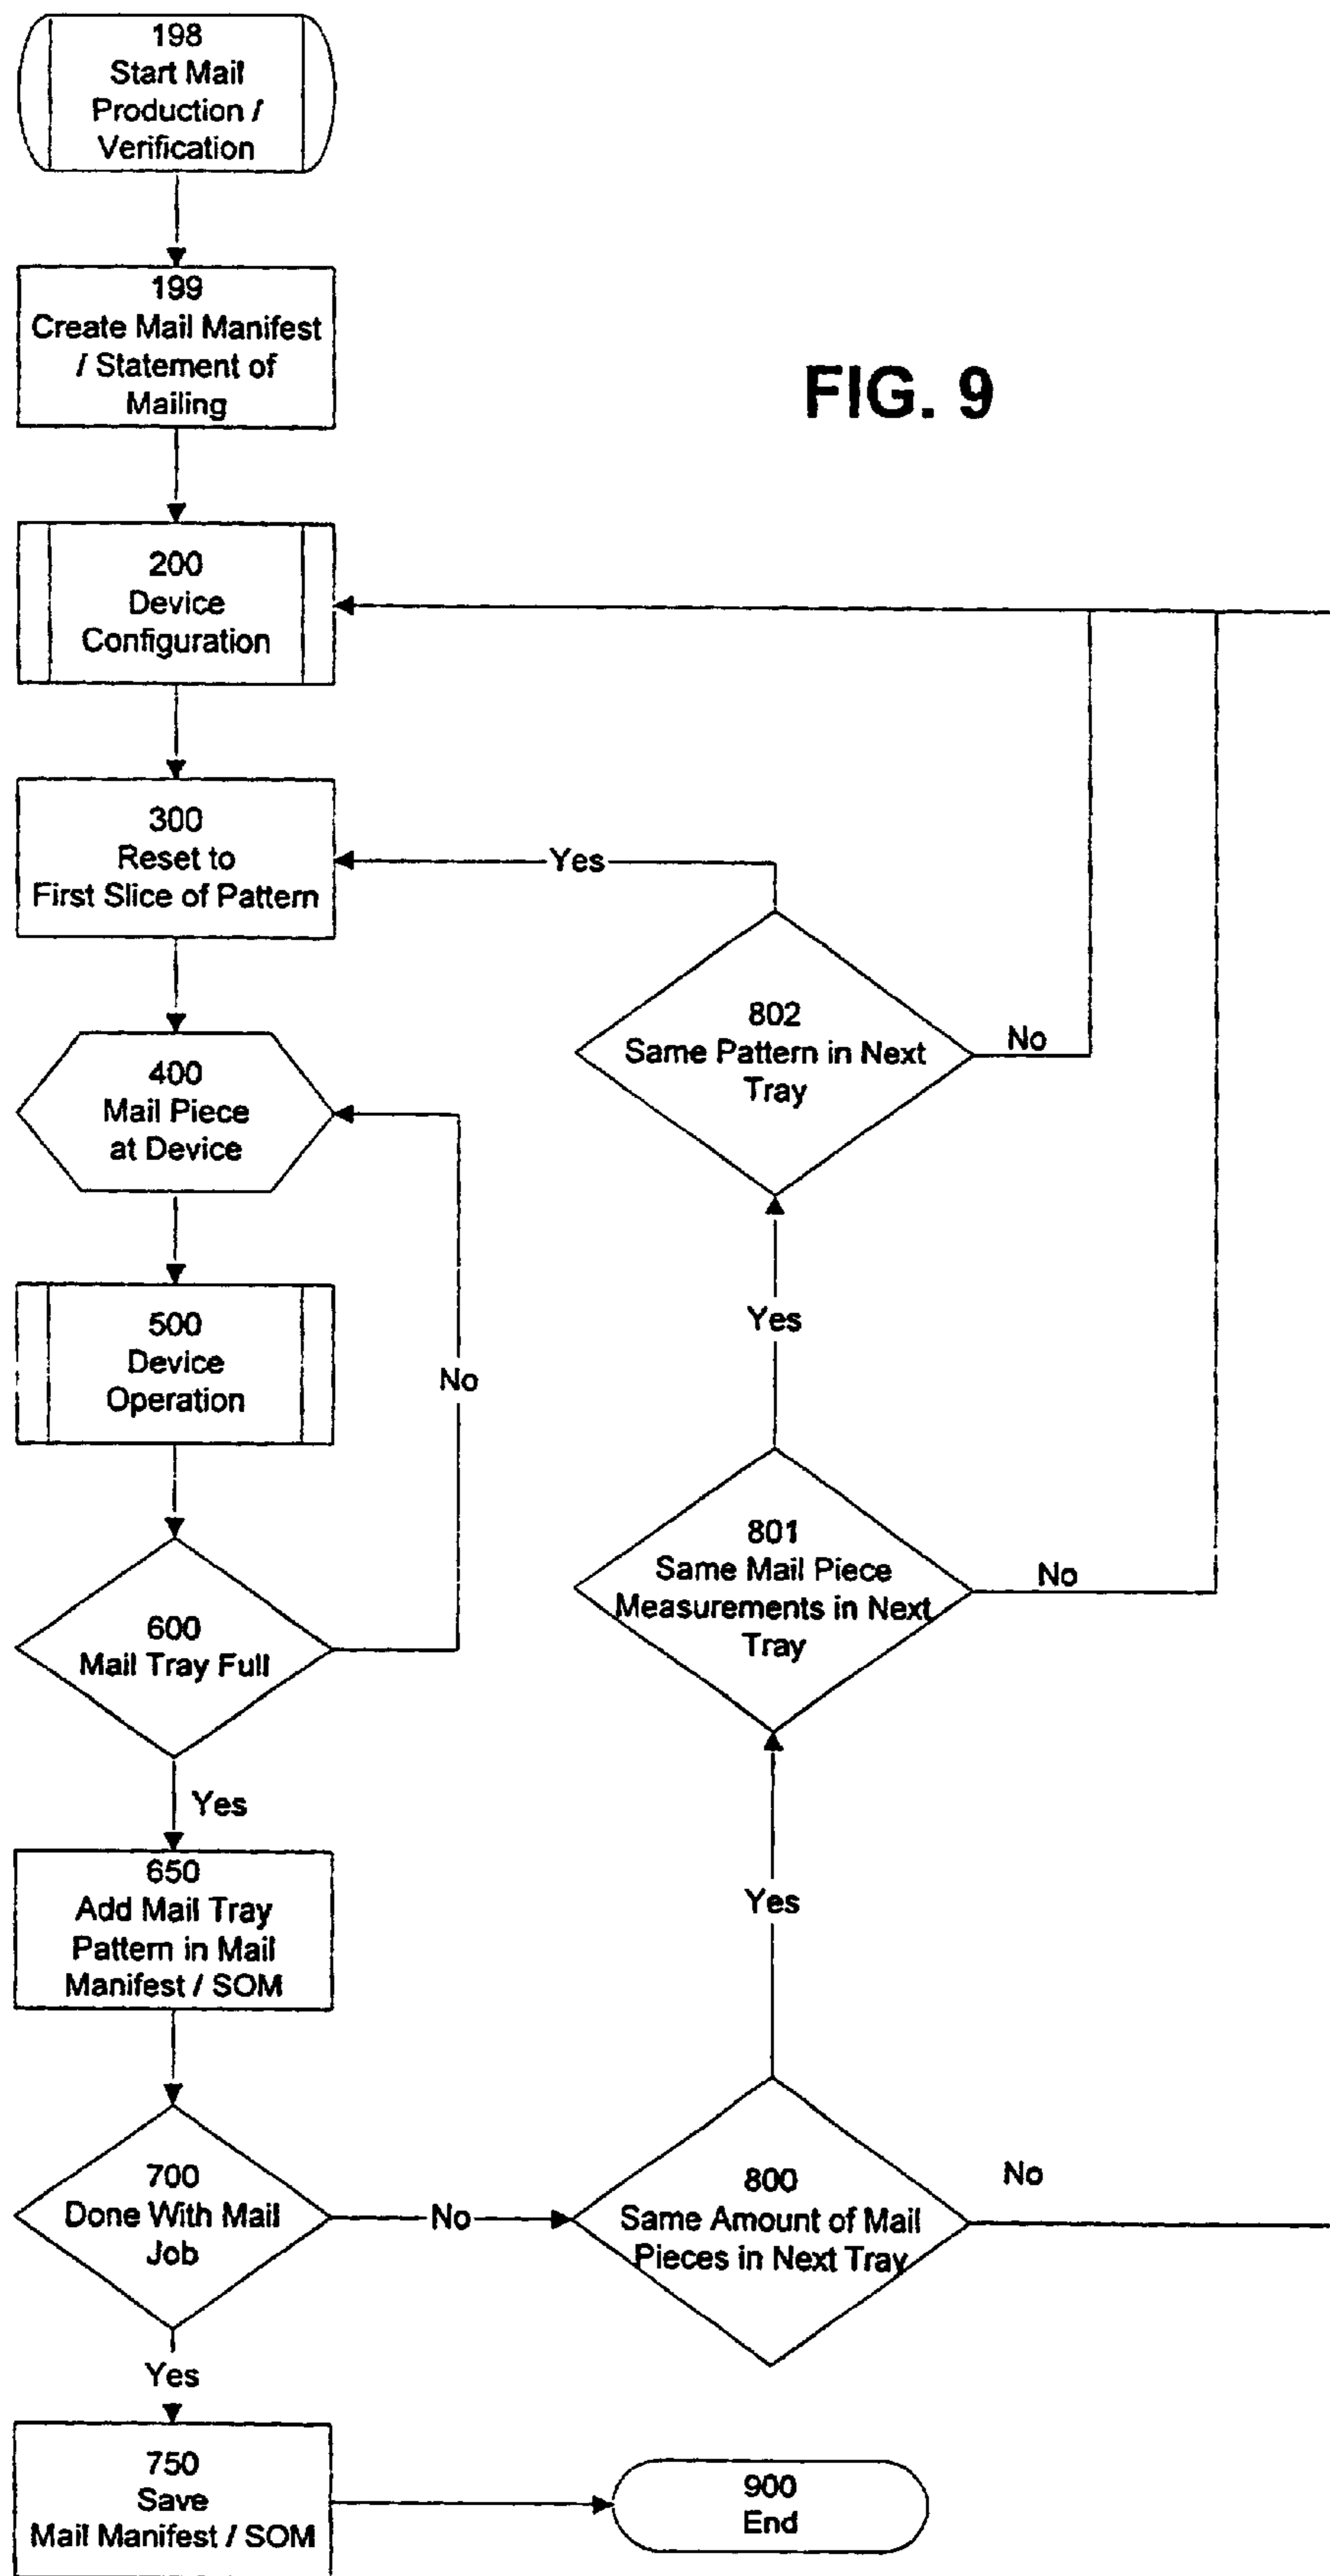 198
Start Mail
Production /
Verification
199
Create Mail Manifest
/ Statement of
Mailing
FIG. 9
200
Device
Configuration
300
Reset to
First Slice of Pattern
Yes
802
Same Pattern in Next
Tray
No
400
Mail Piece
at Device
500
Device
Operation
No
Yes
801
Same Mail Piece
Measurements in Next
Tray
No
600
Mail Tray Full
Yes
650
Add Mail Tray
Pattern in Mail
Manifest / SOM
Yes
700
Done With Mail
Job
No
800
Same Amount of Mail
Pieces in Next Tray
No
Yes
750
Save
Mail Manifest / SOM
900
End